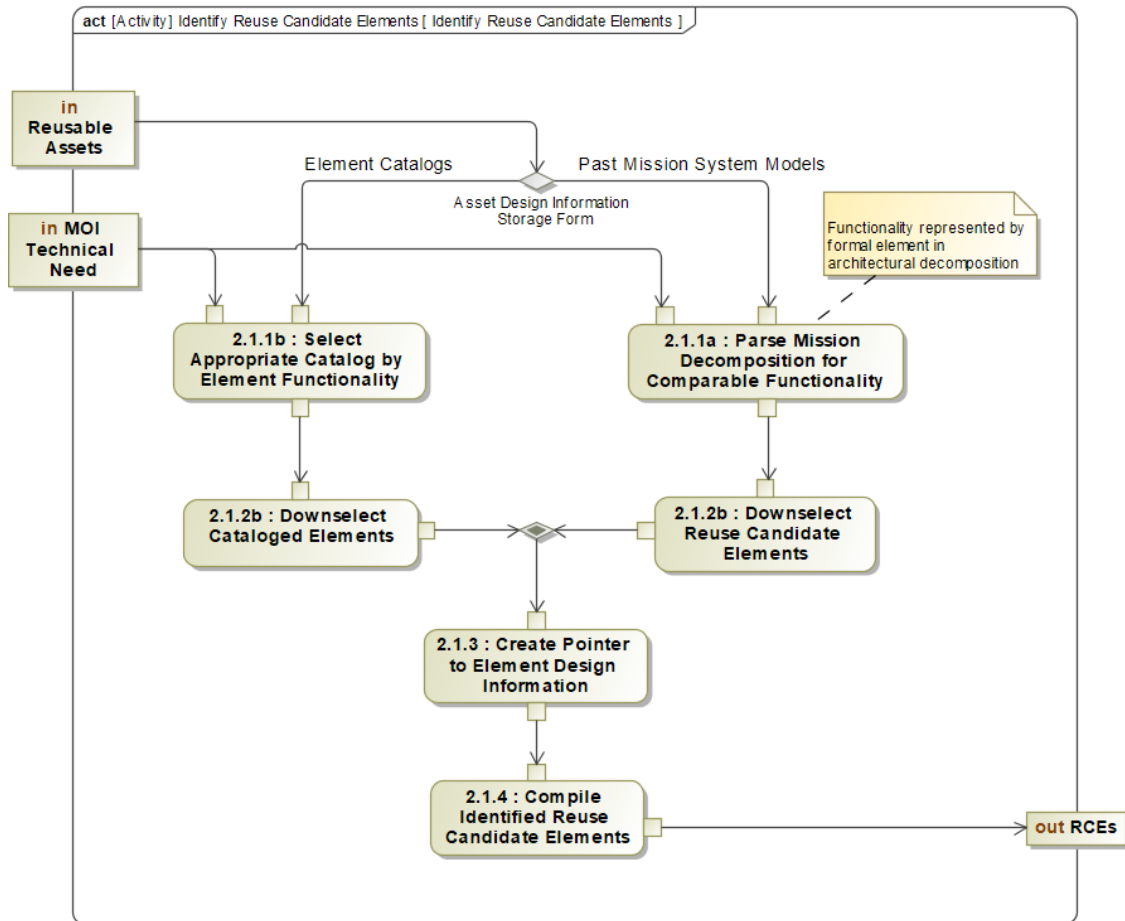 act [Activity] Identify Reuse Candidate Elements [ Identify Reuse Candidate Elements ]
in
Reusable
Assets
Element Catalogs
Past Mission System Models
Asset Design Information
Storage Form
in MOI
Technical
Need
Functionality represented by
formal element in
architectural decomposition
2.1.1b : Select
Appropriate Catalog by
Element Functionality
2.1.1a : Parse Mission
Decomposition for
Comparable Functionality
2.1.2b : Downselect
Cataloged Elements
2.1.2b : Downselect
Reuse Candidate
Elements
2.1.3 : Create Pointer
to Element Design
Information
2.1.4 : Compile
Identified Reuse
Candidate Elements
out RCEs